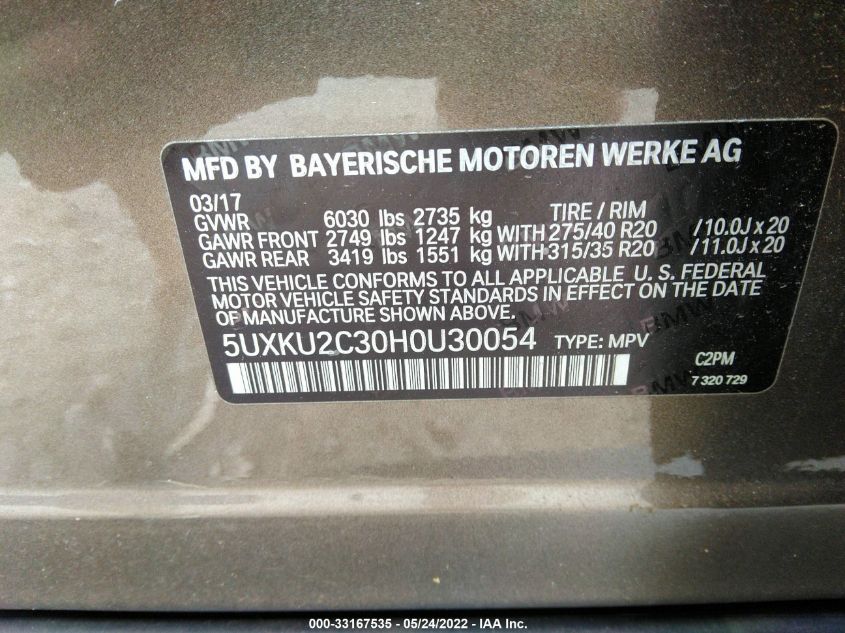 MFD BY BAYERISCHE MOTOREN WERKE AG
03/17 TIRE / RIM
GVWR 6030 lbs 2735 kg
GAWR FRONT 2749 lbs 1247 kg WITH 275/40 R20 /10.0J x 20
GAWR REAR 3419 lbs 1551 kg WITH 315/35 R20 /11.0J x 20
THIS VEHICLE CONFORMS TO ALL APPLICABLE U. S. FEDERAL
MOTOR VEHICLE SAFETY STANDARDS IN EFFECT ON THE DATE
OF MANUFACTURE SHOWN ABOVE.
5UXKU2C30H0U30054 TYPE: MPV
C2PM
7 320 729
000-33167535 - 05/24/2022 - IAA Inc.